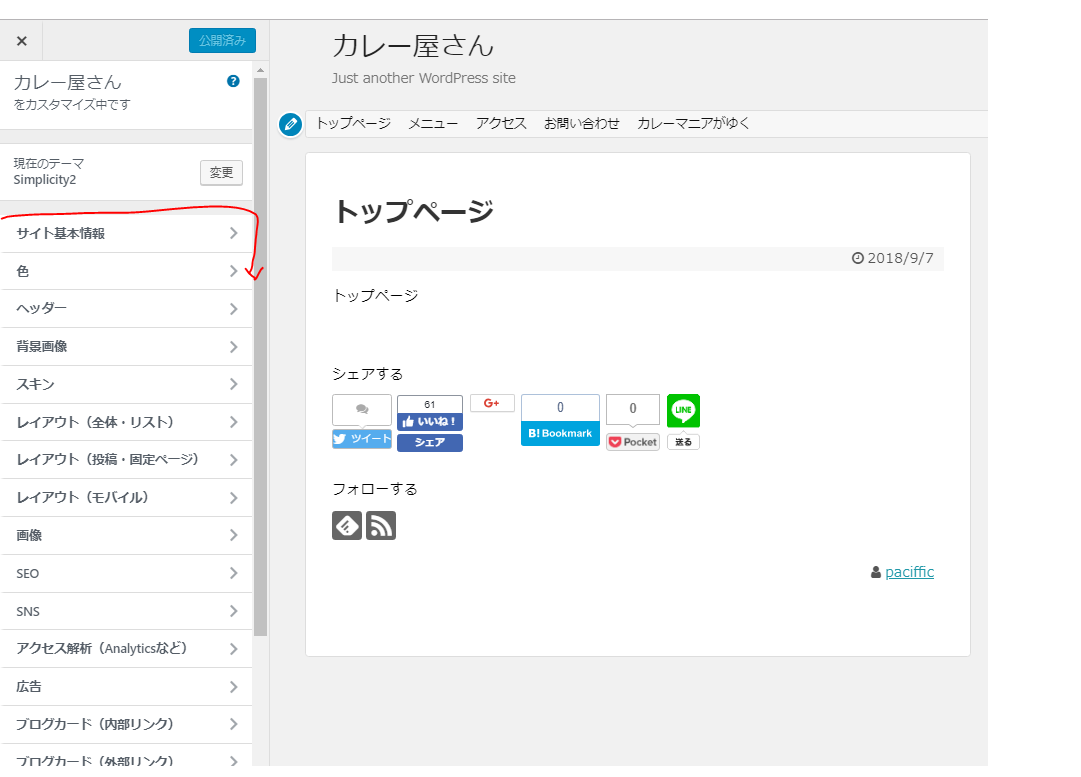 公開済み
カレー屋さん
をカスタマイズ中です
現在のテーマ
Simplicity2
変更
サイト基本情報
色
ヘッダー
背景画像
スキン
レイアウト（全体・リスト）
レイアウト（投稿・固定ページ）
レイアウト（モバイル）
画像
SEO
SNS
アクセス解析（Analyticsなど）
広告
ブログカード（内部リンク）
ブログカード（外部リンク）
カレー屋さん
Just another WordPress site
トップページ メニュー アクセス お問い合わせ カレーマニアがゆく
トップページ
2018/9/7
トップページ
シェアする
61 G+ 0 0 LINE
いいね！
ツイート シェア B! Bookmark Pocket 送る
フォローする
paciffic